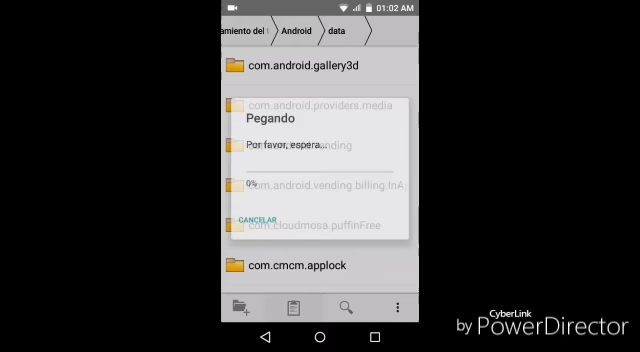 01:02 AM
amiento del
Android
data
com.android.gallery3d
com.android.providers.media
Pegando
Por favor, espera...
0%
com.android.vending.billing.InA
CANCELAR
com.cloudmosa.puffinFree
com.cmcm.applock
CyberLink
by PowerDirector